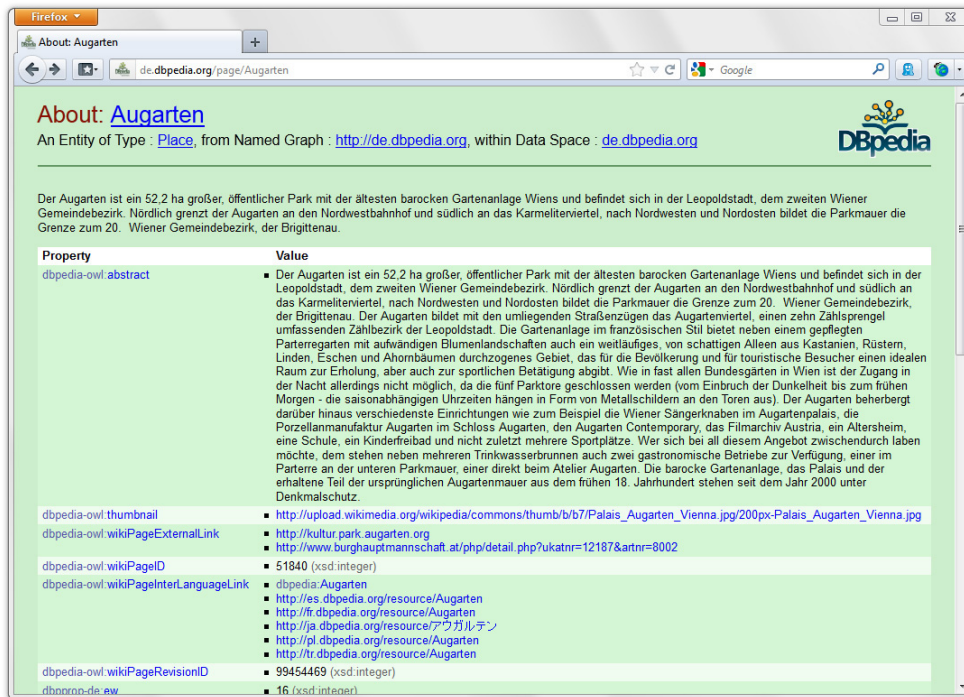 Firefox
About: Augarten
de.dbpedia.org/page/Augarten
Google
About: Augarten
DBpedia
An Entity of Type : Place, from Named Graph : http://de.dbpedia.org, within Data Space : de.dbpedia.org
Der Augarten ist ein 52,2 ha großer, öffentlicher Park mit der ältesten barocken Gartenanlage Wiens und befindet sich in der Leopoldstadt, dem zweiten Wiener
Gemeindebezirk. Nördlich grenzt der Augarten an den Nordwestbahnhof und südlich an das Karmeliterviertel, nach Nordwesten und Nordosten bildet die Parkmauer die
Grenze zum 20. Wiener Gemeindebezirk, der Brigittenau.
Property Value
dbpedia-owl:abstract
Der Augarten ist ein 52,2 ha großer, öffentlicher Park mit der ältesten barocken Gartenanlage Wiens und befindet sich in der
Leopoldstadt, dem zweiten Wiener Gemeindebezirk. Nördlich grenzt der Augarten an den Nordwestbahnhof und südlich an
das Karmeliterviertel, nach Nordwesten und Nordosten bildet die Parkmauer die Grenze zum 20. Wiener Gemeindebezirk,
der Brigittenau. Der Augarten bildet mit den umliegenden Straßenzügen das Augartenviertel, einen zehn Zählsprengel
umfassenden Zählbezirk der Leopoldstadt. Die Gartenanlage im französischen Stil bietet neben einem gepflegten
Parterregarten mit aufwändigen Blumenlandschaften auch ein weitläufiges, von schattigen Alleen aus Kastanien, Rüstern,
Linden, Eschen und Ahornbäumen durchzogenes Gebiet, das für die Bevölkerung und für touristische Besucher einen idealen
Raum zur Erholung, aber auch zur sportlichen Betätigung abgibt. Wie in fast allen Bundesgärten in Wien ist der Zugang in
der Nacht allerdings nicht möglich, da die fünf Parktore geschlossen werden (vom Einbruch der Dunkelheit bis zum frühen
Morgen - die saisonabhängigen Uhrzeiten hängen in Form von Metallschildern an den Toren aus). Der Augarten beherbergt
darüber hinaus verschiedenste Einrichtungen wie zum Beispiel die Wiener Sängerknaben im Augartenpalais, die
Porzellanmanufaktur Augarten im Schloss Augarten, den Augarten Contemporary, das Filmarchiv Austria, ein Altersheim,
eine Schule, ein Kinderfreibad und nicht zuletzt mehrere Sportplätze. Wer sich bei all diesem Angebot zwischendurch laben
möchte, dem stehen neben mehreren Trinkwasserbrunnen auch zwei gastronomische Betriebe zur Verfügung, einer im
Parterre an der unteren Parkmauer, einer direkt beim Atelier Augarten. Die barocke Gartenanlage, das Palais und der
erhaltene Teil der ursprünglichen Augartenmauer aus dem frühen 18. Jahrhundert stehen seit dem Jahr 2000 unter
Denkmalschutz.
dbpedia-owl:thumbnail
http://upload.wikimedia.org/wikipedia/commons/thumb/b/b7/Palais_Augarten_Vienna.jpg/200px-Palais_Augarten_Vienna.jpg
dbpedia-owl:wikiPageExternalLink
http://kultur.park.augarten.org
http://www.burghauptmannschaft.at/php/detail.php?ukatnr=12187&artnr=8002
dbpedia-owl:wikiPageID
51840 (xsd:integer)
dbpedia-owl:wikiPageInterLanguageLink
dbpedia:Augarten
http://es.dbpedia.org/resource/Augarten
http://fr.dbpedia.org/resource/Augarten
http://ja.dbpedia.org/resource/アウガルテン
http://pl.dbpedia.org/resource/Augarten
http://tr.dbpedia.org/resource/Augarten
dbpedia-owl:wikiPageRevisionID
99454469 (xsd:integer)
dbpprop-de:ew
16 (xsd:integer)